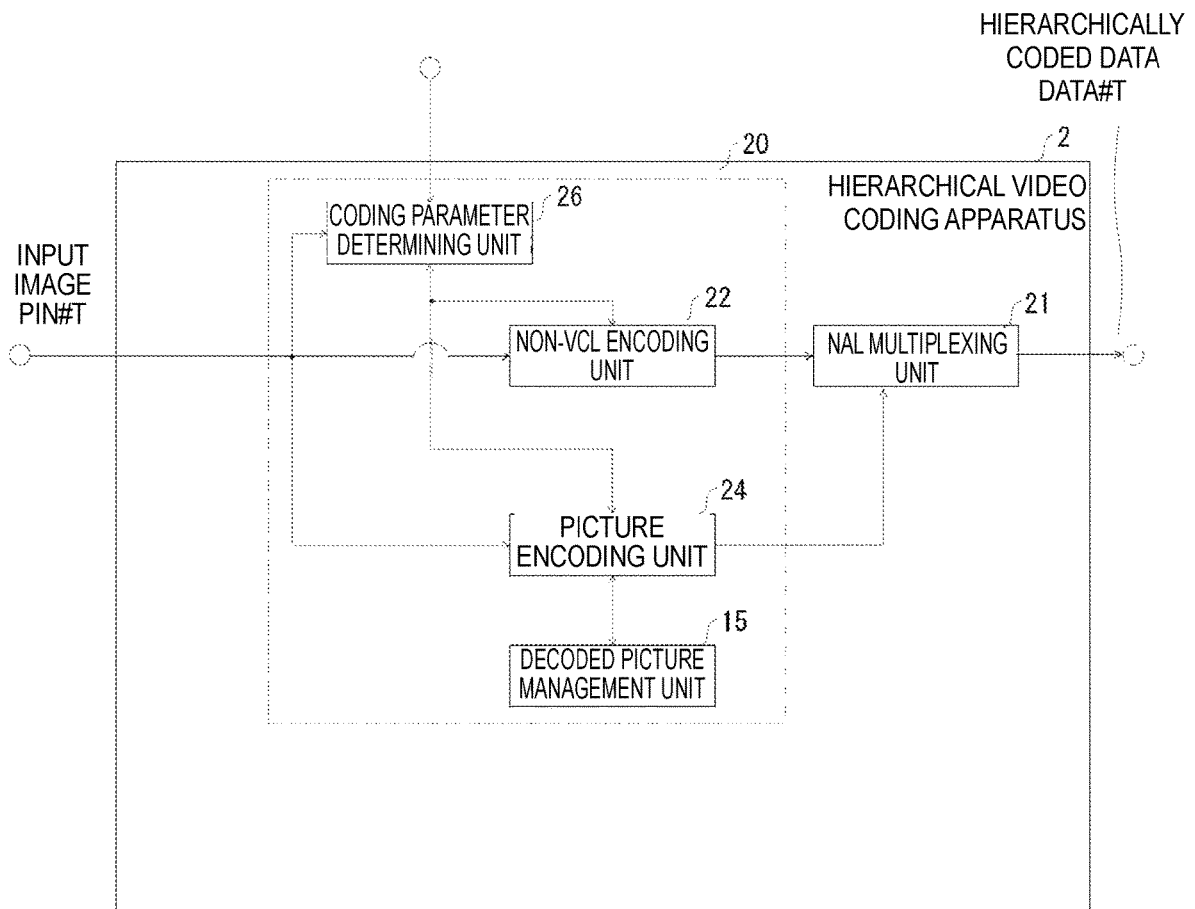 HIERARCHICALLY
CODED DATA
DATA#T
2
20
HIERARCHICAL VIDEO
CODING APPARATUS
CODING PARAMETER
DETERMINING UNIT
26
INPUT
IMAGE
PIN#T
22
NON-VCL ENCODING
UNIT
21
NAL MULTIPLEXING
UNIT
24
PICTURE
ENCODING UNIT
15
DECODED PICTURE
MANAGEMENT UNIT